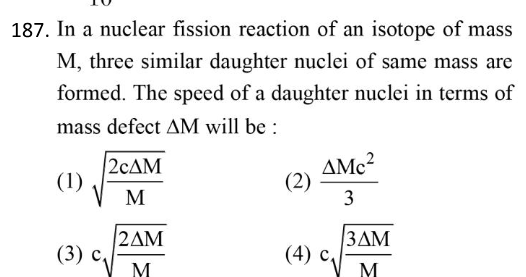 187. In a nuclear fission reaction of an isotope of mass
M, three similar daughter nuclei of same mass are
formed. The speed of a daughter nuclei in terms of
mass defect ΔM will be :
(1) √(2cΔM/M) (2) ΔMc²/3
(3) c√(2ΔM/M) (4) c√(3ΔM/M)